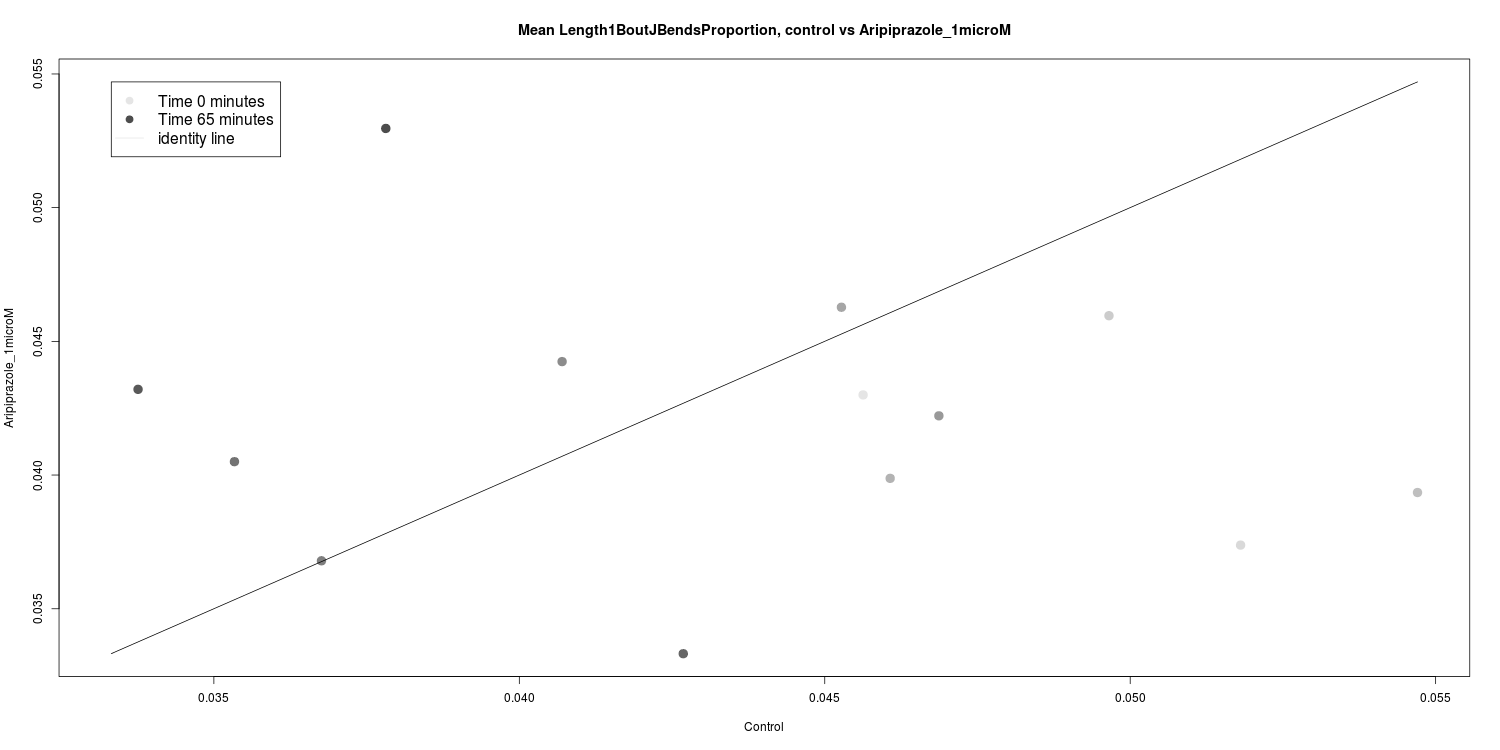 Mean Length1BoutJBendsProportion, control vs Aripiprazole_1microM
Time 0 minutes
Time 65 minutes
identity line
Aripiprazole_1microM
0.055
0.050
0.045
0.040
0.035
0.035 0.040 0.045 0.050 0.055
Control